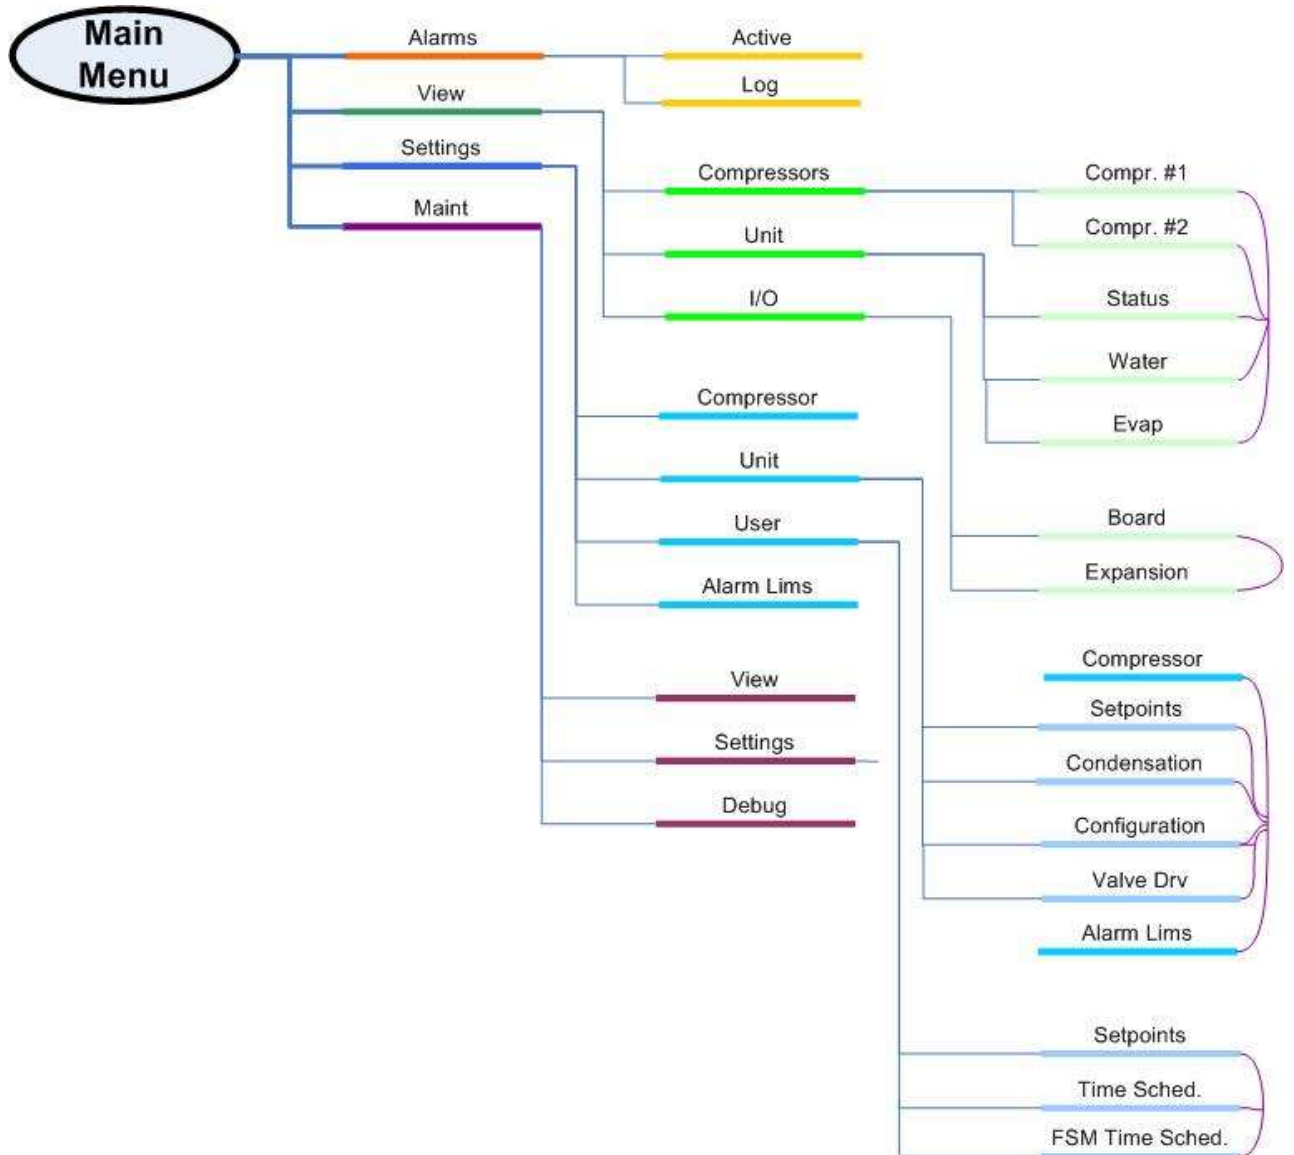 Main
Menu
Alarms
Active
Log
View
Settings
Maint
Compressors
Compr. #1
Compr. #2
Unit
Status
I/O
Water
Evap
Compressor
Unit
User
Alarm Lims
Board
Expansion
View
Settings
Debug
Compressor
Setpoints
Condensation
Configuration
Valve Drv
Alarm Lims
Setpoints
Time Sched.
FSM Time Sched.